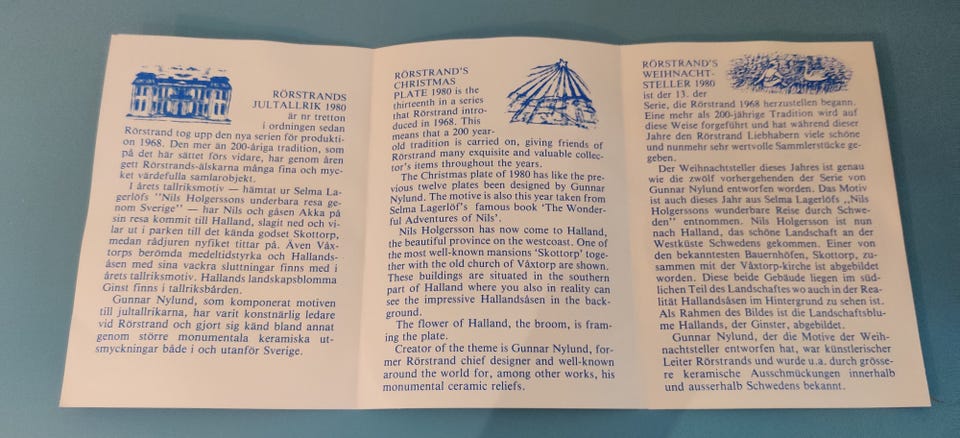 RÖRSTRANDS
JULTALLRIK 1980
är nr tretton
i ordningen sedan
Rörstrand tog upp den nya serien för produkti-
on 1968. Den mer än 200-åriga tradition, som
på det här sättet förs vidare, har genom åren
gett Rörstrands-älskarna många fina och myc-
ket värdefulla samlarobjekt.
I årets tallriksmotiv — hämtat ur Selma La-
gerlöfs "Nils Holgerssons underbara resa ge-
nom Sverige" — har Nils och gåsen Akka på
sin resa kommit till Halland, slagit ned och vi-
lar ut i parken till det kända godset Skottorp,
medan rådjuren nyfiket tittar på. Även Våx-
torps berömda medeltidstyrka och Hallands-
åsen med sina vackra sluttningar finns med i
årets tallriksmotiv. Hallands landskapsblomma
Ginst finns i tallriksbården.
Gunnar Nylund, som komponerat motiven
till jultallrikarna, har varit konstnärlig ledare
vid Rörstrand och gjort sig känd bland annat
genom större monumentala keramiska ut-
smyckningar både i och utanför Sverige.
RÖRSTRAND'S
CHRISTMAS
PLATE 1980 is the
thirteenth in a series
that Rörstrand intro-
duced in 1968. This
means that a 200 year-
old tradition is carried on, giving friends of
Rörstrand many exquisite and valuable collec-
tor's items throughout the years.
The Christmas plate of 1980 has like the pre-
vious twelve plates been designed by Gunnar
Nylund. The motive is also this year taken from
Selma Lagerlöf's famous book 'The Wonder-
ful Adventures of Nils'.
Nils Holgersson has now come to Halland,
the beautiful province on the westcoast. One of
the most well-known mansions 'Skottorp' toge-
ther with the old church of Våxtorp are shown.
These buildings are situated in the southern
part of Halland where you also in reality can
see the impressive Hallandsåsen in the back-
ground.
The flower of Halland, the broom, is fram-
ing the plate.
Creator of the theme is Gunnar Nylund, for-
mer Rörstrand chief designer and well-known
around the world for, among other works, his
monumental ceramic reliefs.
RÖRSTRAND'S
WEIHNACHT-
STELLER 1980
ist der 13. der
Serie, die Rörstrand 1968 herzustellen begann.
Eine mehr als 200-jährige Tradition wird auf
diese Weise forgeführt und hat während dieser
Jahre den Rörstrand Liebhabern viele schöne
und nunmehr sehr wertvolle Sammlerstücke ge-
geben.
Der Weihnachtsteller dieses Jahres ist genau
wie die zwölf vorhergehenden der Serie von
Gunnar Nylund entworfen worden. Das Motiv
ist auch dieses Jahr aus Selma Lagerlöfs „Nils
Holgerssons wunderbare Reise durch Schwe-
den" entnommen. Nils Holgersson ist nun
nach Halland, das schöne Landschaft an der
Westküste Schwedens gekommen. Einer von
den bekanntesten Bauernhöfen, Skottorp, zu-
sammen mit der Våxtorp-kirche ist abgebildet
worden. Diese beide Gebäude liegen im süd-
lichen Teil des Landschaftes wo auch in der Rea-
lität Hallandsåsen im Hintergrund zu sehen ist.
Als Rahmen des Bildes ist die Landschaftsblu-
me Hallands, der Ginster, abgebildet.
Gunnar Nylund, der die Motive der Weih-
nachtsteller entworfen hat, war künstlerischer
Leiter Rörstrands und wurde u.a. durch grösse-
re keramische Ausschmückungen innerhalb
und ausserhalb Schwedens bekannt.